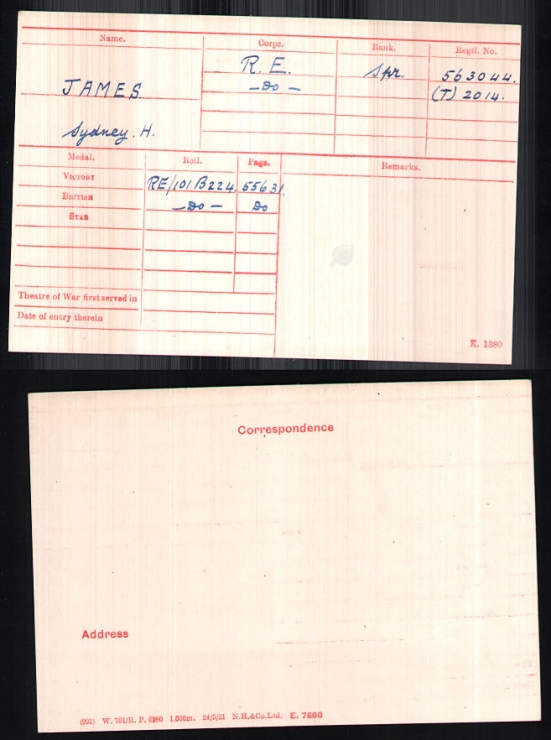 Name. Corps. Rank. Regtl. No.
R. E. Spr. 563044.
JAMES — Do — (T) 2014.
Sydney. H.
Medal. Roll. Page. Remarks.
VICTORY RE/101 B224. 55631.
BRITISH — Do — Do
STAR
Theatre of War first served in
Date of entry therein
K. 1380
Correspondence
Address
(901) W. 701/R. P. 6980 1,000m. 24/5/21 N.H.&Co.Ltd. E. 7600